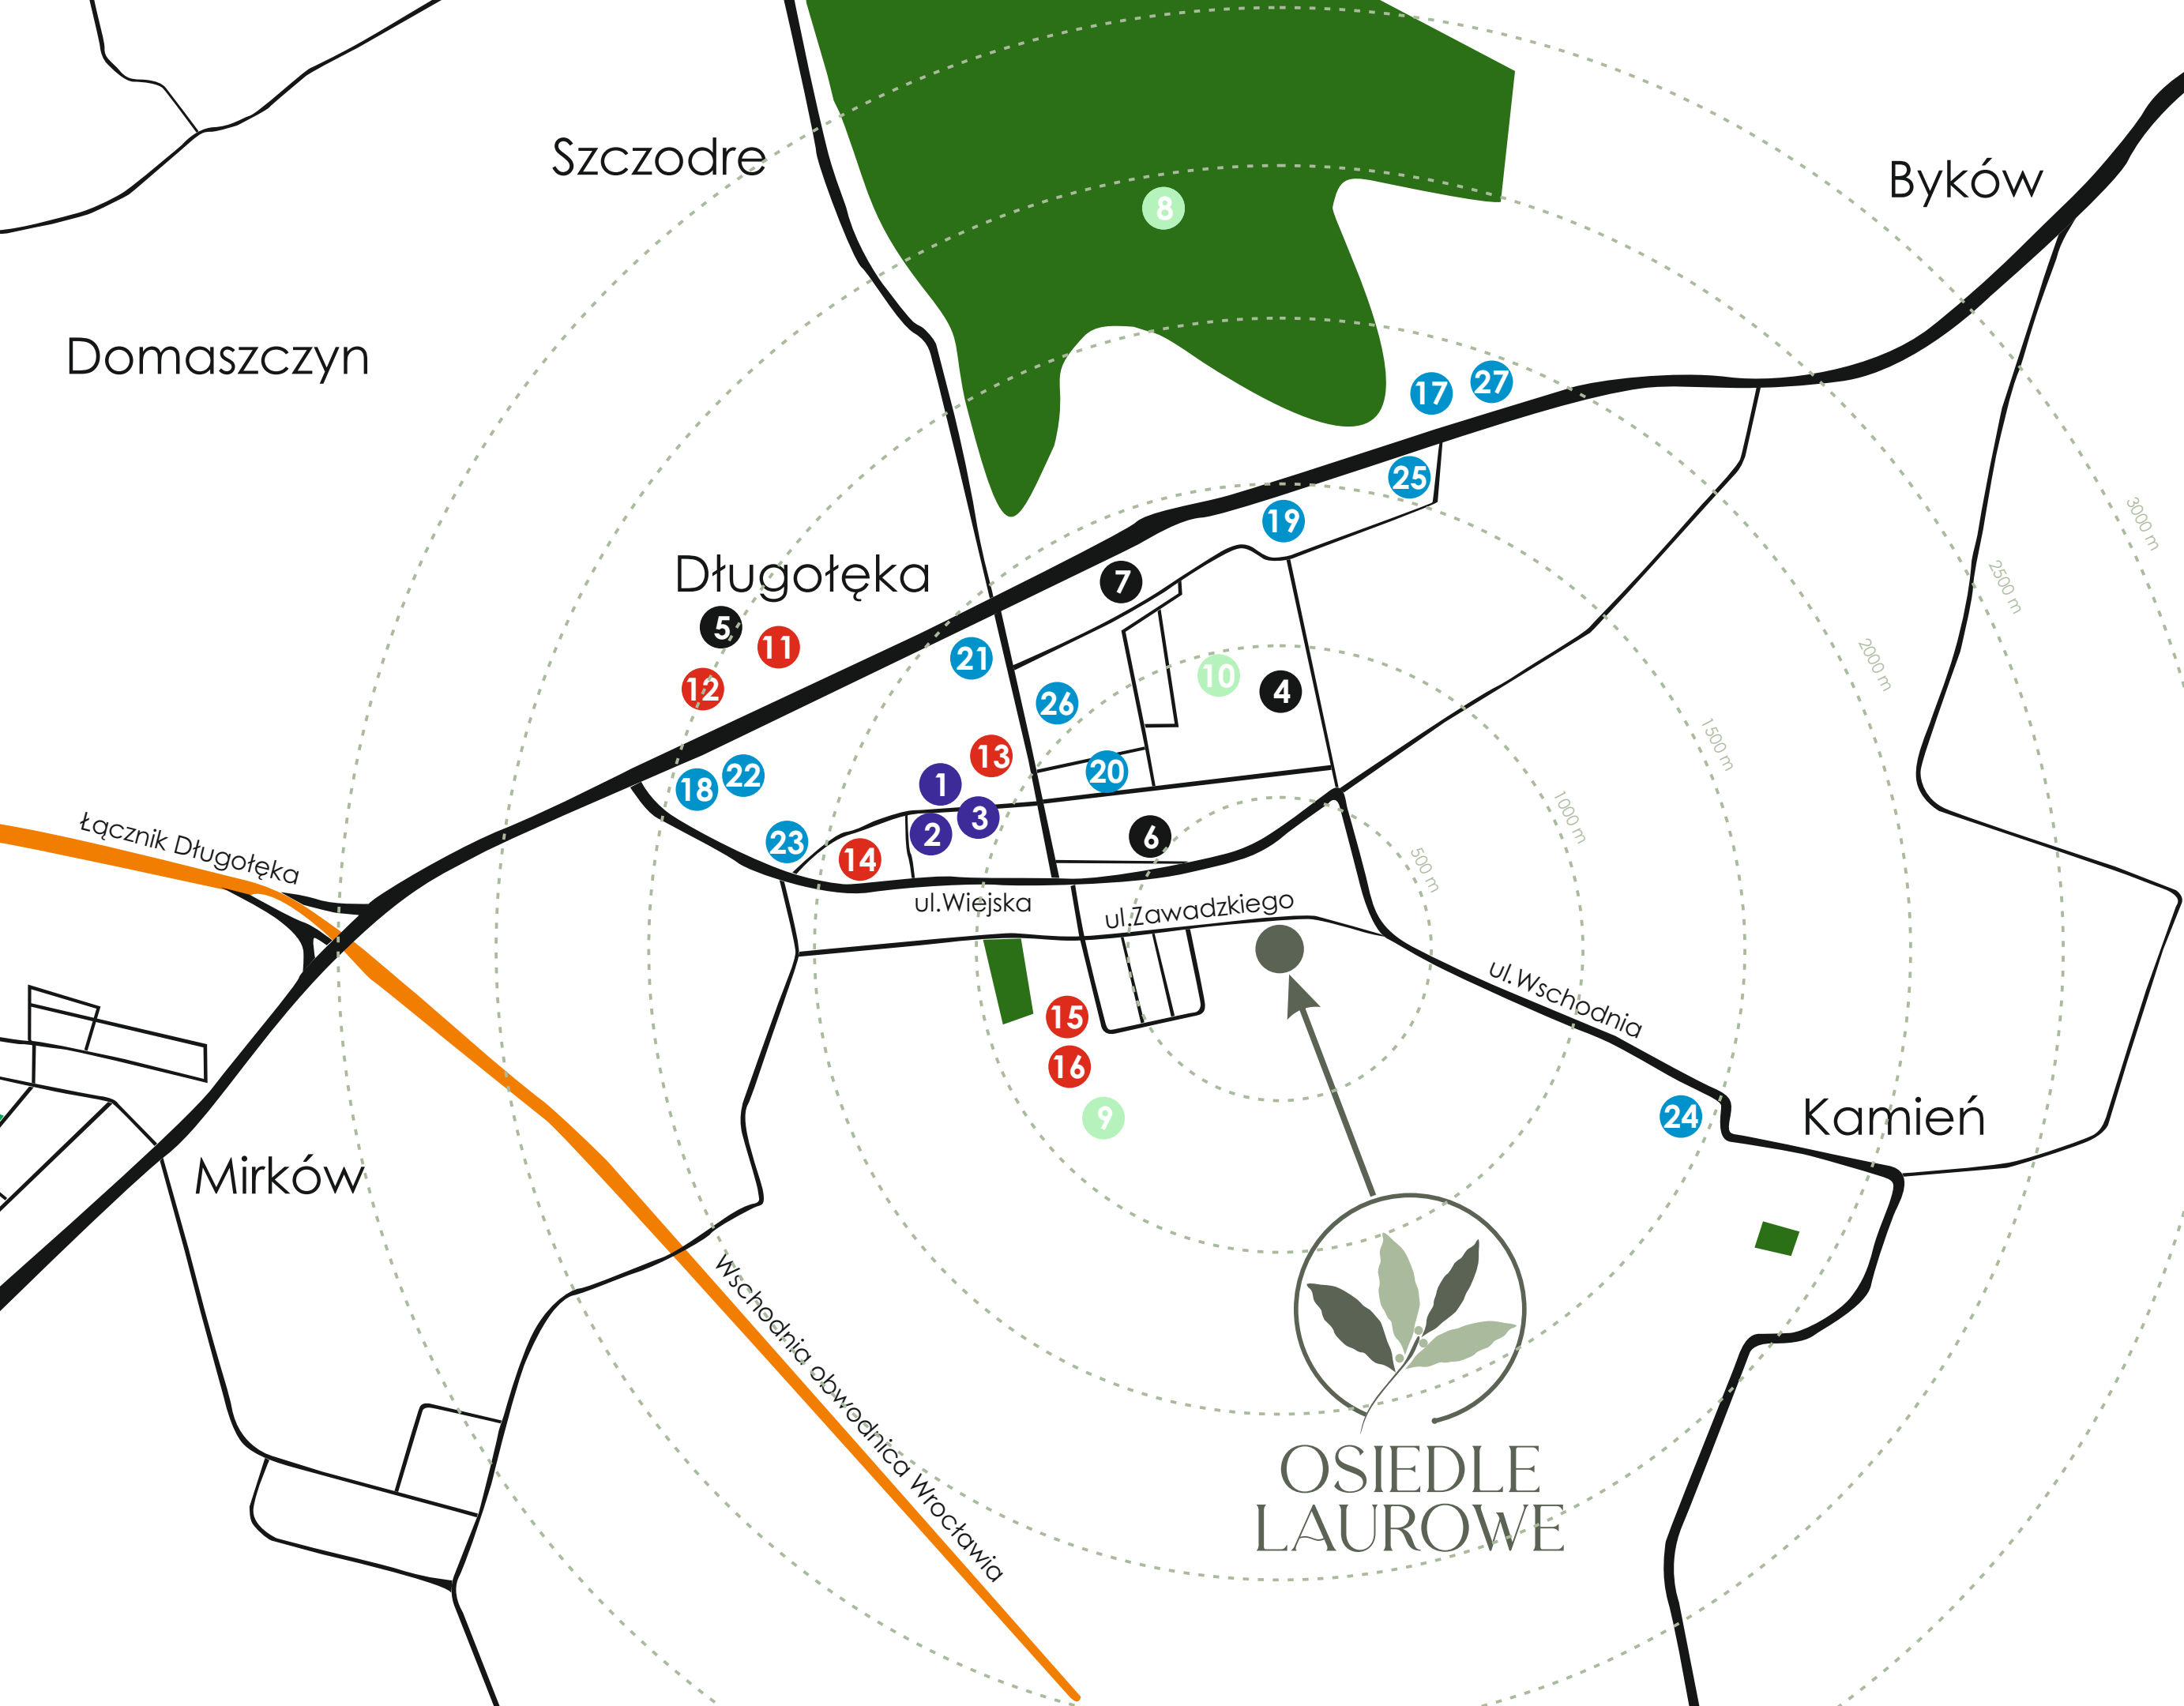 Szczodre
Byków
8
Domaszczyn
17
27
25
3000 m
19
2500 m
Długołęka
7
5
11
21
2000 m
12
10
4
26
1500 m
13
18
22
1
20
1000 m
Łącznik Długołęka
23
2
3
14
6
500 m
ul.Wiejska
ul.Zawadzkiego
ul.Wschodnia
15
16
9
24
Kamień
Mirków
Wschodnia obwodnica Wrocławia
OSIEDLE
LAUROWE